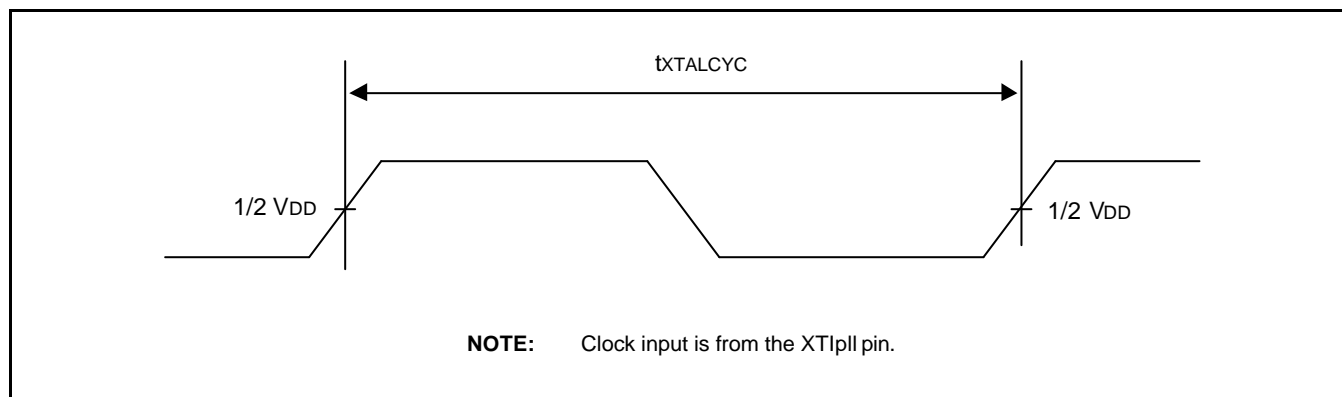 tXTALCYC
1/2 VDD
1/2 VDD
NOTE: Clock input is from the XTIpll pin.